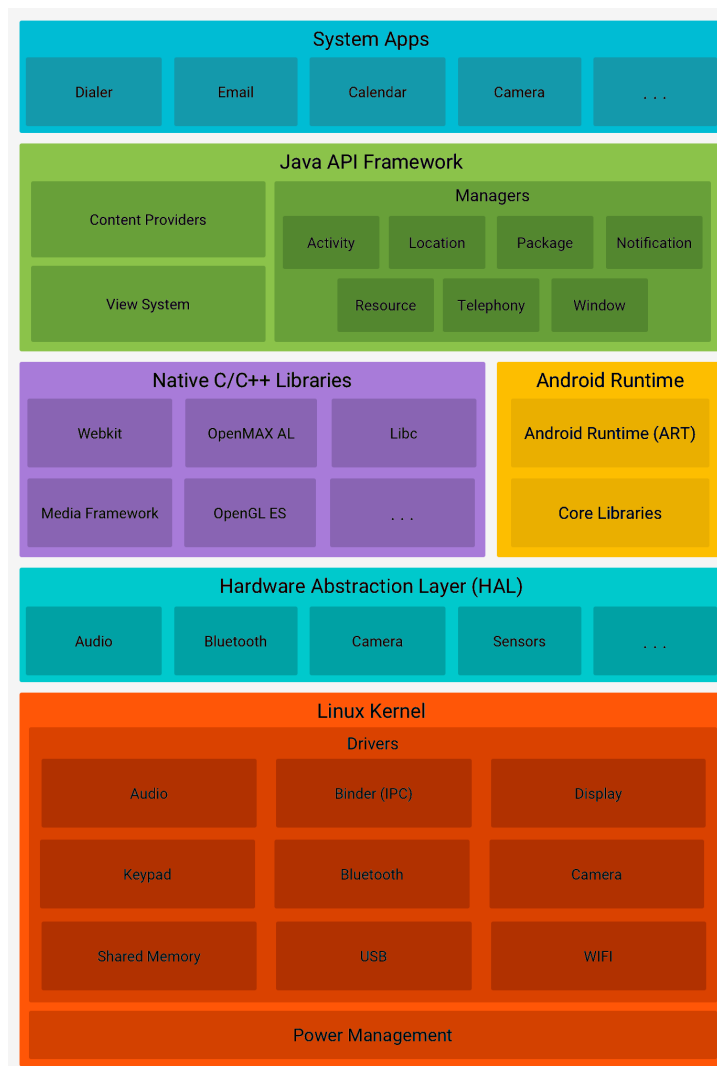 System Apps
Dialer
Email
Calendar
Camera
. . .
Java API Framework
Content Providers
View System
Managers
Activity
Location
Package
Notification
Resource
Telephony
Window
Native C/C++ Libraries
Webkit
OpenMAX AL
Libc
Media Framework
OpenGL ES
. . .
Android Runtime
Android Runtime (ART)
Core Libraries
Hardware Abstraction Layer (HAL)
Audio
Bluetooth
Camera
Sensors
. . .
Linux Kernel
Drivers
Audio
Binder (IPC)
Display
Keypad
Bluetooth
Camera
Shared Memory
USB
WIFI
Power Management